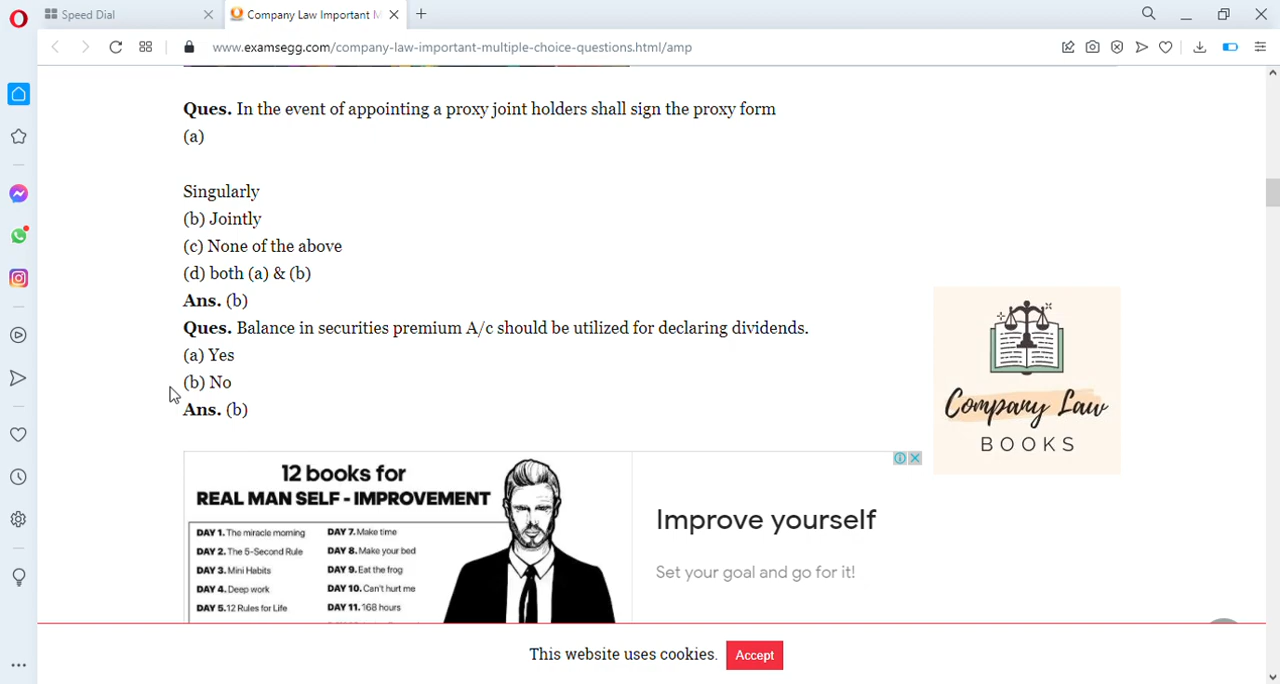 Speed Dial
Company Law Important M
www.examsegg.com/company-law-important-multiple-choice-questions.html/amp
Ques. In the event of appointing a proxy joint holders shall sign the proxy form
(a)
Singularly
(b) Jointly
(c) None of the above
(d) both (a) & (b)
Ans. (b)
Ques. Balance in securities premium A/c should be utilized for declaring dividends.
(a) Yes
(b) No
Ans. (b)
Company Law
BOOKS
12 books for
REAL MAN SELF - IMPROVEMENT
DAY 1. The miracle morning
DAY 2. The 5-Second Rule
DAY 3. Mini Habits
DAY 4. Deep work
DAY 5. 12 Rules for Life
DAY 7. Make time
DAY 8. Make your bed
DAY 9. Eat the frog
DAY 10. Can't hurt me
DAY 11. 168 hours
Improve yourself
Set your goal and go for it!
This website uses cookies.
Accept